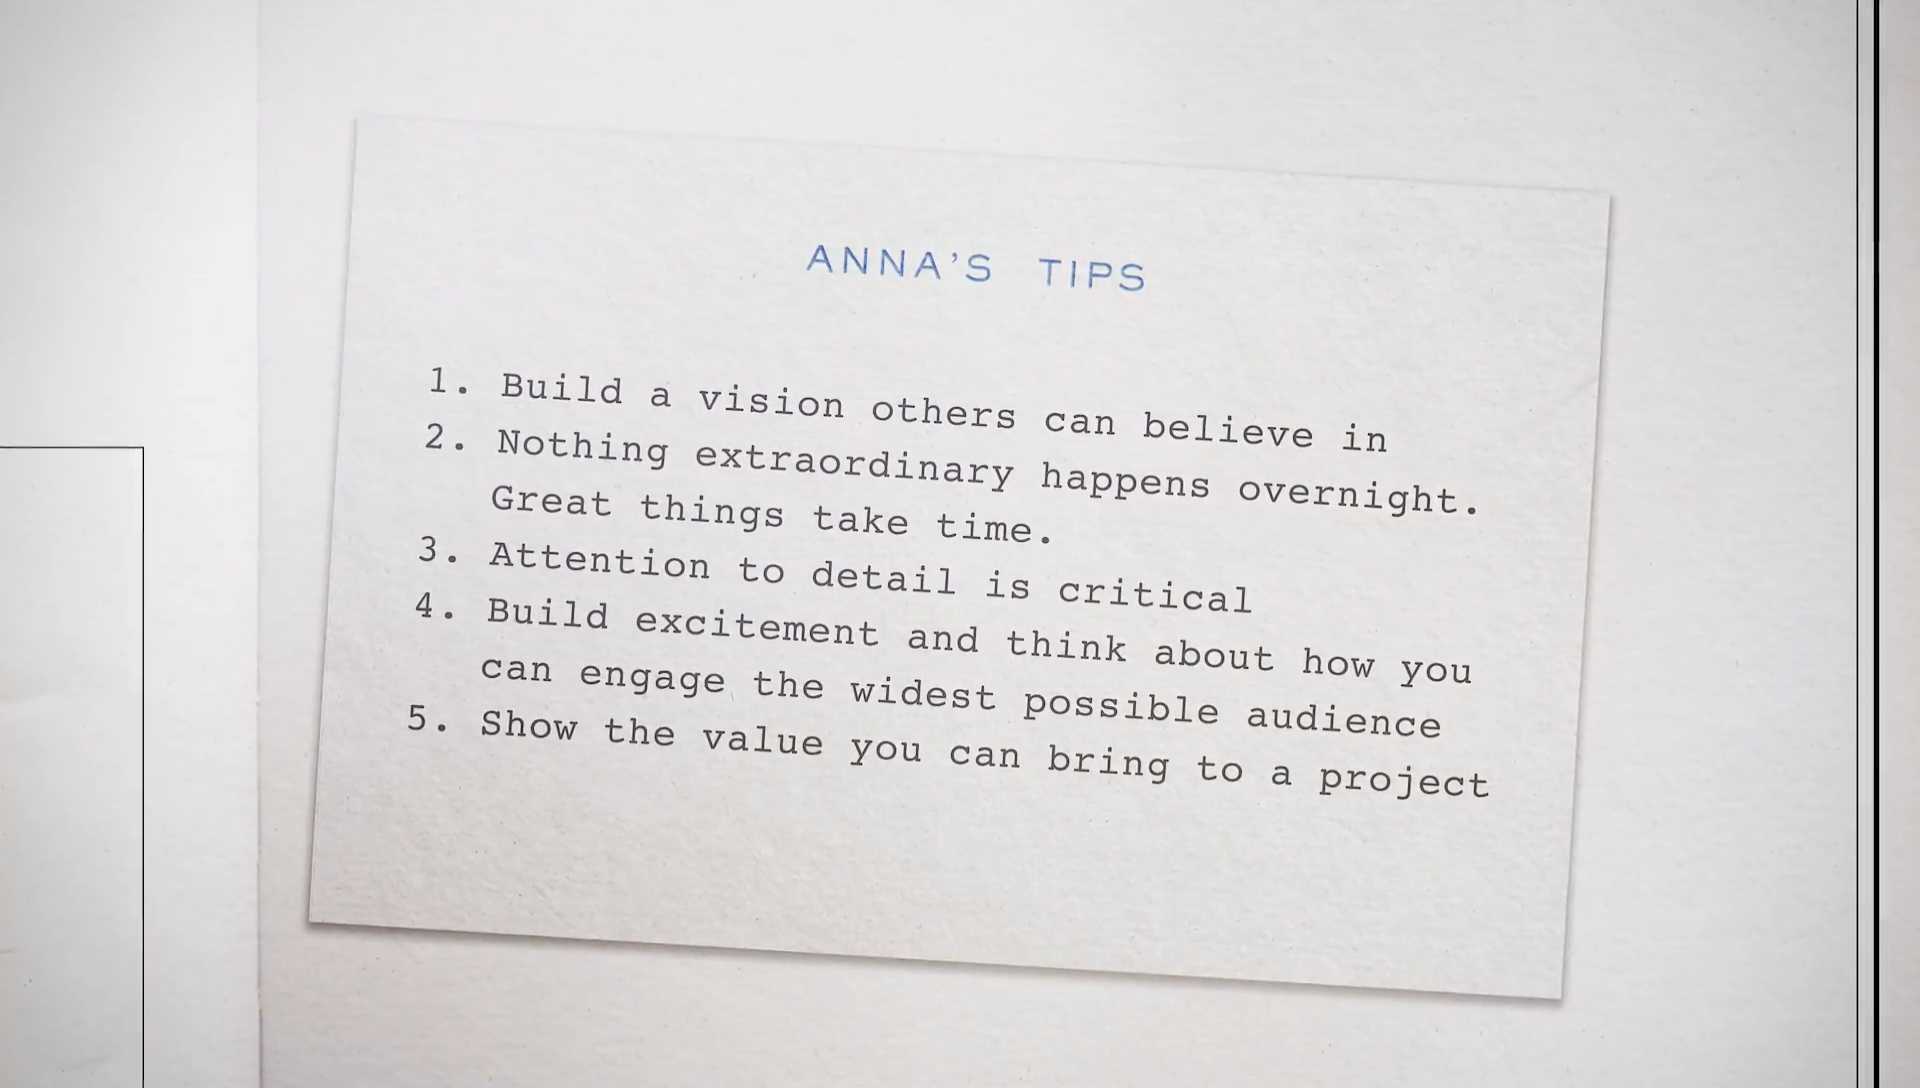 ANNA'S TIPS
1. Build a vision others can believe in
2. Nothing extraordinary happens overnight.
Great things take time.
3. Attention to detail is critical
4. Build excitement and think about how you
can engage the widest possible audience
5. Show the value you can bring to a project